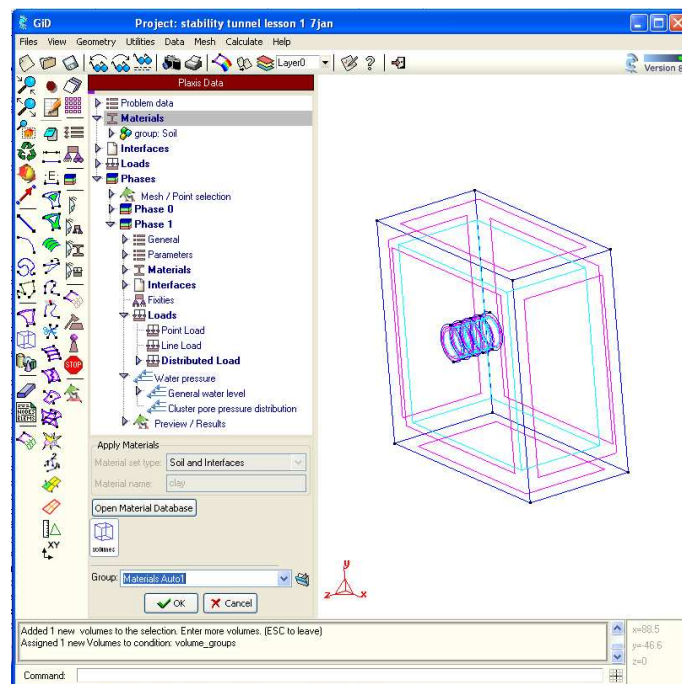 GiD Project: stability tunnel lesson 1 7jan
Files View Geometry Utilities Data Mesh Calculate Help
Layer0
Version 8
Plaxis Data
Problem data
Materials
group: Soil
Interfaces
Loads
Phases
Mesh / Point selection
Phase 0
Phase 1
General
Parameters
Materials
Interfaces
Fixities
Loads
Point Load
Line Load
Distributed Load
Water pressure
General water level
Cluster pore pressure distribution
Preview / Results
Apply Materials
Material set type: Soil and Interfaces
Material name: clay
Open Material Database
volumes
Group: Materials Auto1
OK Cancel
y
z x
Added 1 new volumes to the selection. Enter more volumes. (ESC to leave)
Assigned 1 new Volumes to condition: volume_groups
x=88.5
y=-46.6
z=0
Command:
STOP
XY